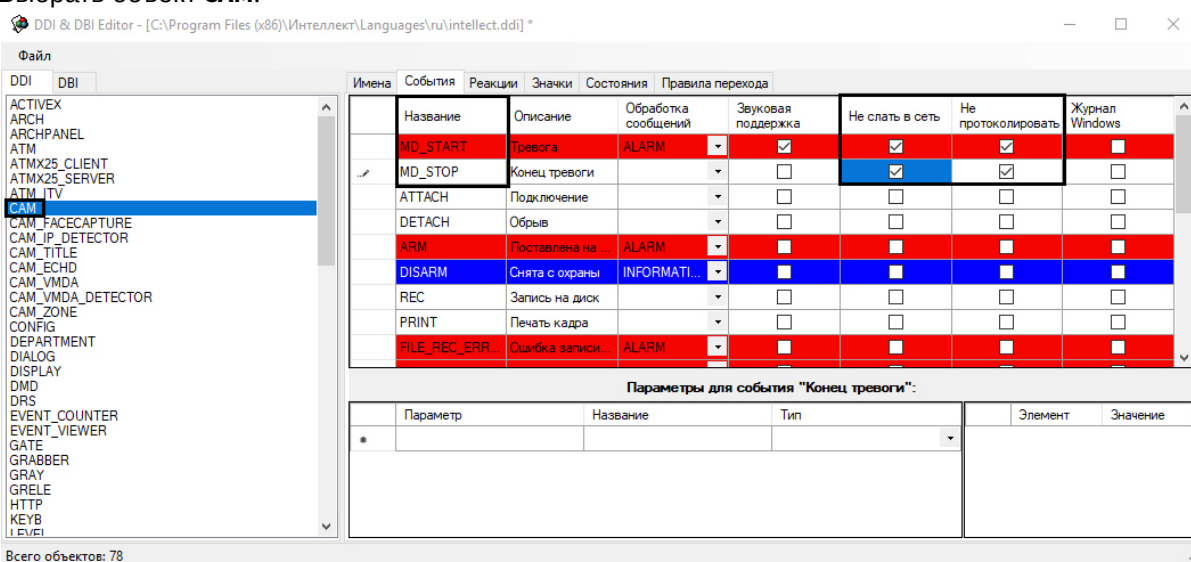 Выбрать объект CAM.
DDI & DBI Editor - [C:\Program Files (x86)\Интеллект\Languages\ru\intellect.ddi] *
Файл
DDI DBI
ACTIVEX
ARCH
ARCHPANEL
ATM
ATMX25_CLIENT
ATMX25_SERVER
ATM_ITV
CAM
CAM_FACECAPTURE
CAM_IP_DETECTOR
CAM_TITLE
CAM_ECHD
CAM_VMDA
CAM_VMDA_DETECTOR
CAM_ZONE
CONFIG
DEPARTMENT
DIALOG
DISPLAY
DMD
DRS
EVENT_COUNTER
EVENT_VIEWER
GATE
GRABBER
GRAY
GRELE
HTTP
KEYB
LEVEL
Имена События Реакции Значки Состояния Правила перехода
Название Описание Обработка сообщений Звуковая поддержка Не слать в сеть Не протоколировать Журнал Windows
MD_START Тревога ALARM
MD_STOP Конец тревоги
ATTACH Подключение
DETACH Обрыв
ARM Поставлена на ... ALARM
DISARM Снята с охраны INFORMATI...
REC Запись на диск
PRINT Печать кадра
FILE_REC_ERR... Ошибка записи... ALARM
Параметры для события "Конец тревоги":
Параметр Название Тип Элемент Значение
Всего объектов: 78